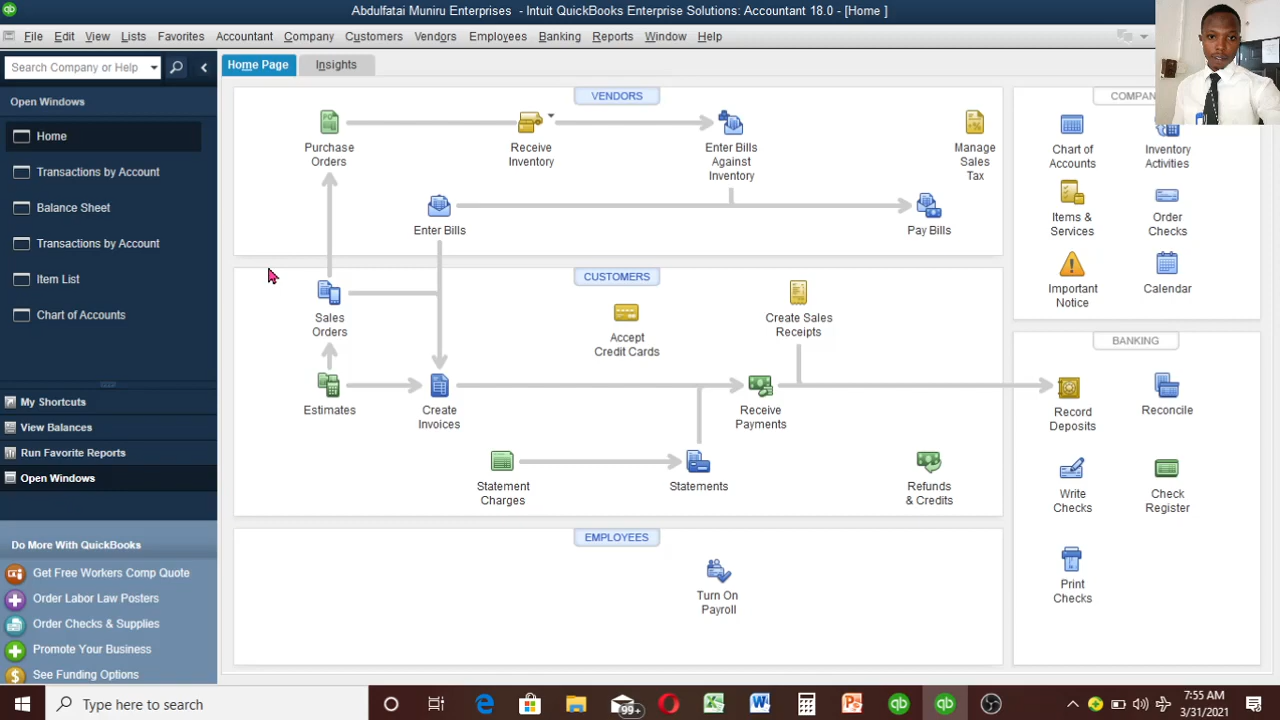 Abdulfatai Muniru Enterprises - Intuit QuickBooks Enterprise Solutions: Accountant 18.0 - [Home ]
File Edit View Lists Favorites Accountant Company Customers Vendors Employees Banking Reports Window Help
Search Company or Help
Open Windows
Home
Transactions by Account
Balance Sheet
Transactions by Account
Item List
Chart of Accounts
My Shortcuts
View Balances
Run Favorite Reports
Open Windows
Do More With QuickBooks
Get Free Workers Comp Quote
Order Labor Law Posters
Order Checks & Supplies
Promote Your Business
See Funding Options
Home Page
Insights
VENDORS
Purchase
Orders
Receive
Inventory
Enter Bills
Against
Inventory
Manage
Sales
Tax
Enter Bills
Pay Bills
CUSTOMERS
Sales
Orders
Accept
Credit Cards
Create Sales
Receipts
Estimates
Create
Invoices
Receive
Payments
Statement
Charges
Statements
Refunds
& Credits
EMPLOYEES
Turn On
Payroll
Chart of
Accounts
Inventory
Activities
Items &
Services
Order
Checks
Important
Notice
Calendar
BANKING
Record
Deposits
Reconcile
Write
Checks
Check
Register
Print
Checks
Type here to search
99+
7:55 AM
3/31/2021